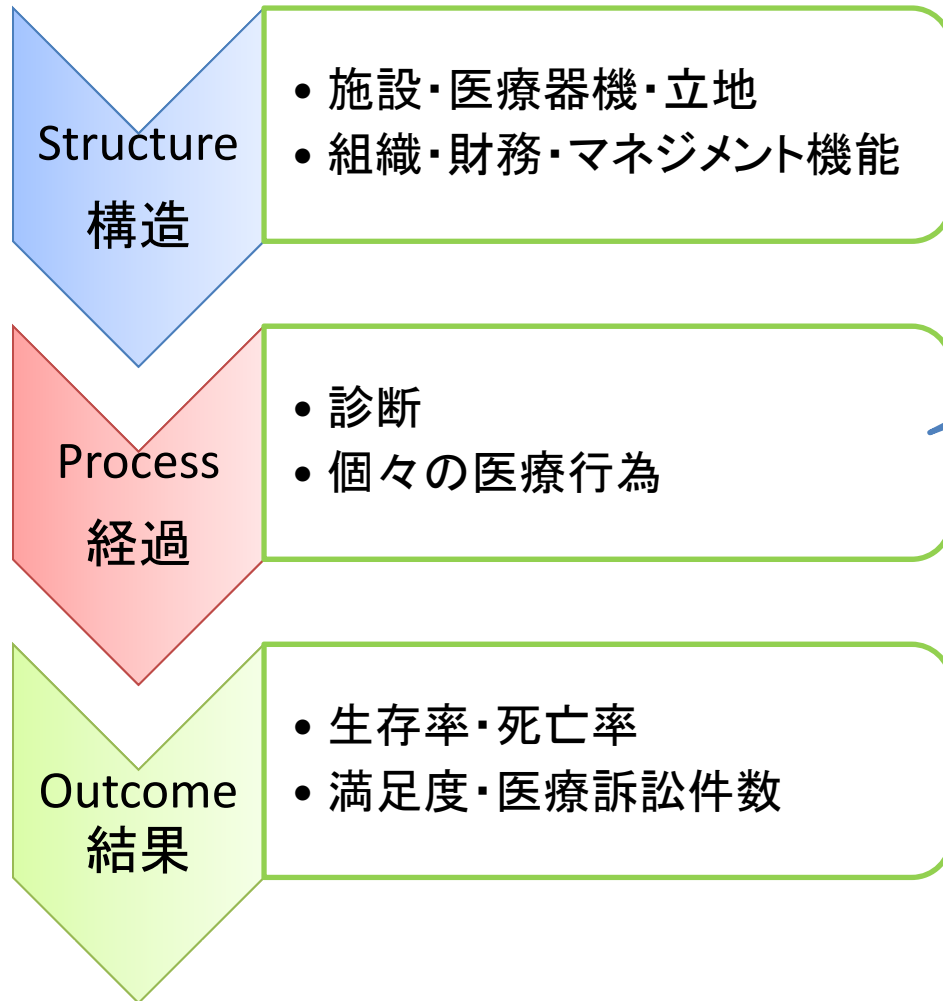 Structure
構造
• 施設・医療器機・立地
• 組織・財務・マネジメント機能
Process
経過
• 診断
• 個々の医療行為
Outcome
結果
• 生存率・死亡率
• 満足度・医療訴訟件数